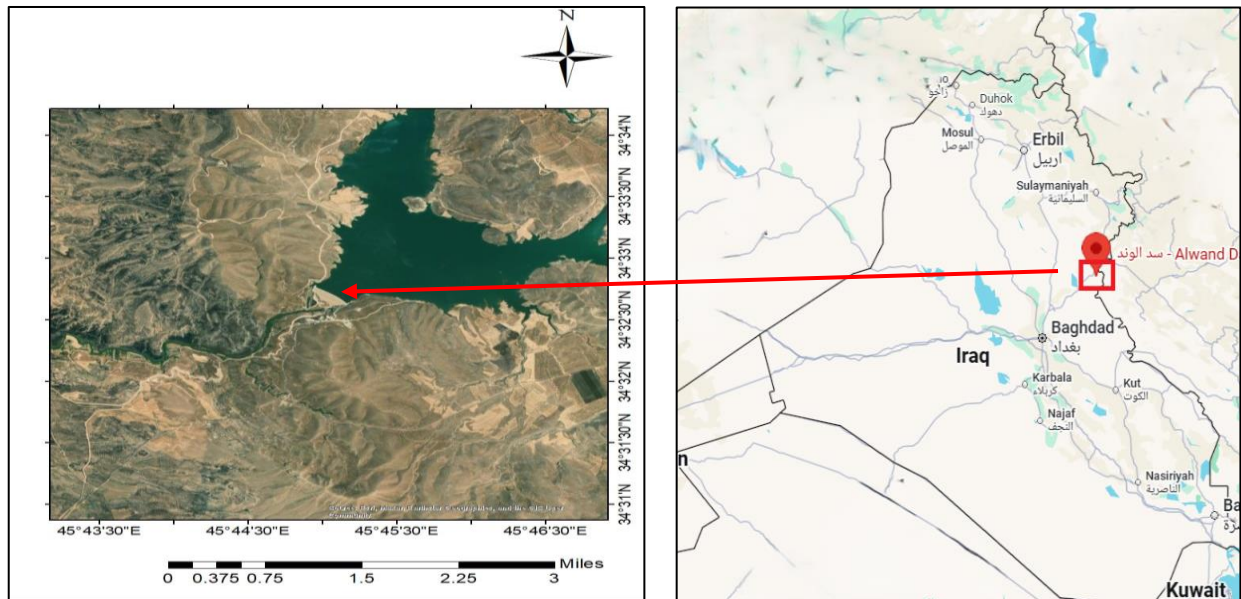 N
34°34'N
34°33'30"N
34°33'N
34°32'30"N
34°32'N
34°31'30"N
34°31'N
45°43'30"E
45°44'30"E
45°45'30"E
45°46'30"E
Miles
0 0.375 0.75 1.5 2.25 3
زاخو
Duhok
دهوك
Mosul
الموصل
Erbil
اربيل
Sulaymaniyah
السليمانية
سد الوند - Alwand D
Baghdad
بغداد
Iraq
Karbala
كربلاء
Kut
الكوت
Najaf
النجف
n
Nasiriyah
الناصرية
Ba
Kuwait